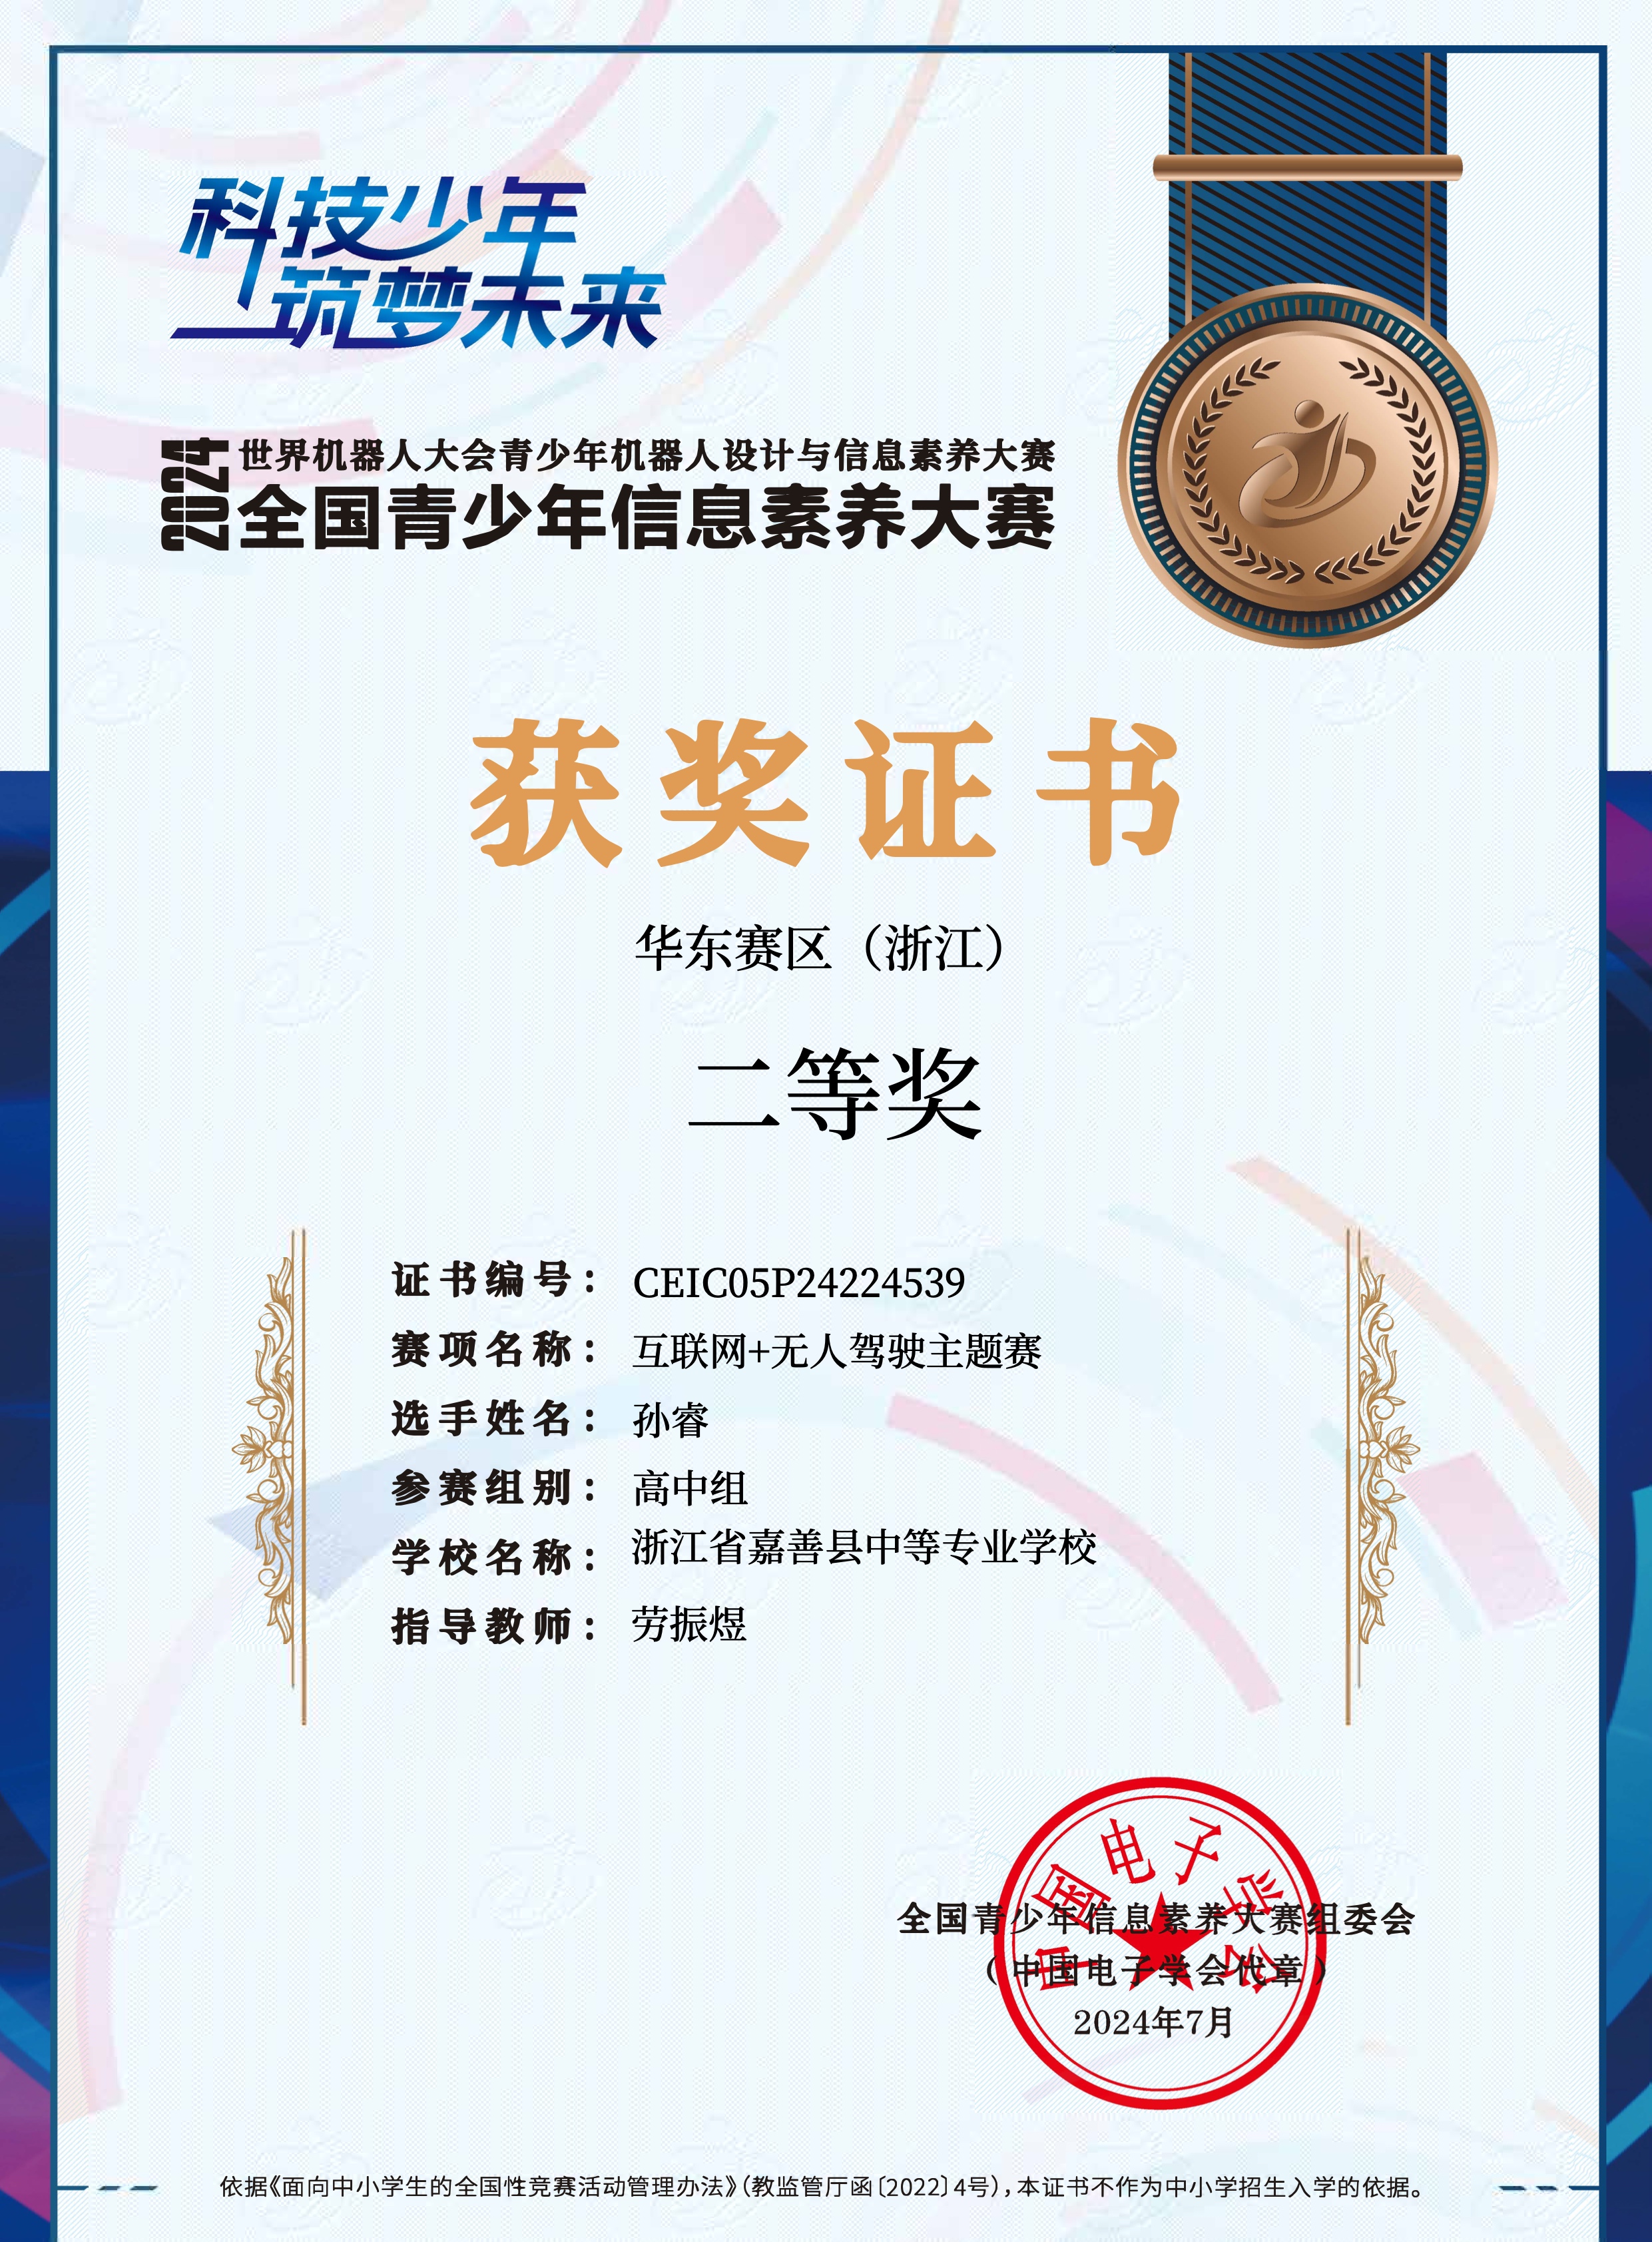 科技少年
筑梦未来
2024
世界机器人大会青少年机器人设计与信息素养大赛
全国青少年信息素养大赛
获奖证书
华东赛区（浙江）
二等奖
证书编号： CEIC05P24224539
赛项名称： 互联网+无人驾驶主题赛
选手姓名： 孙睿
参赛组别： 高中组
学校名称： 浙江省嘉善县中等专业学校
指导教师： 劳振煜
中国电子学会
全国青少年信息素养大赛组委会
（中国电子学会代章）
2024年7月
依据《面向中小学生的全国性竞赛活动管理办法》（教监管厅函〔2022〕4号），本证书不作为中小学招生入学的依据。